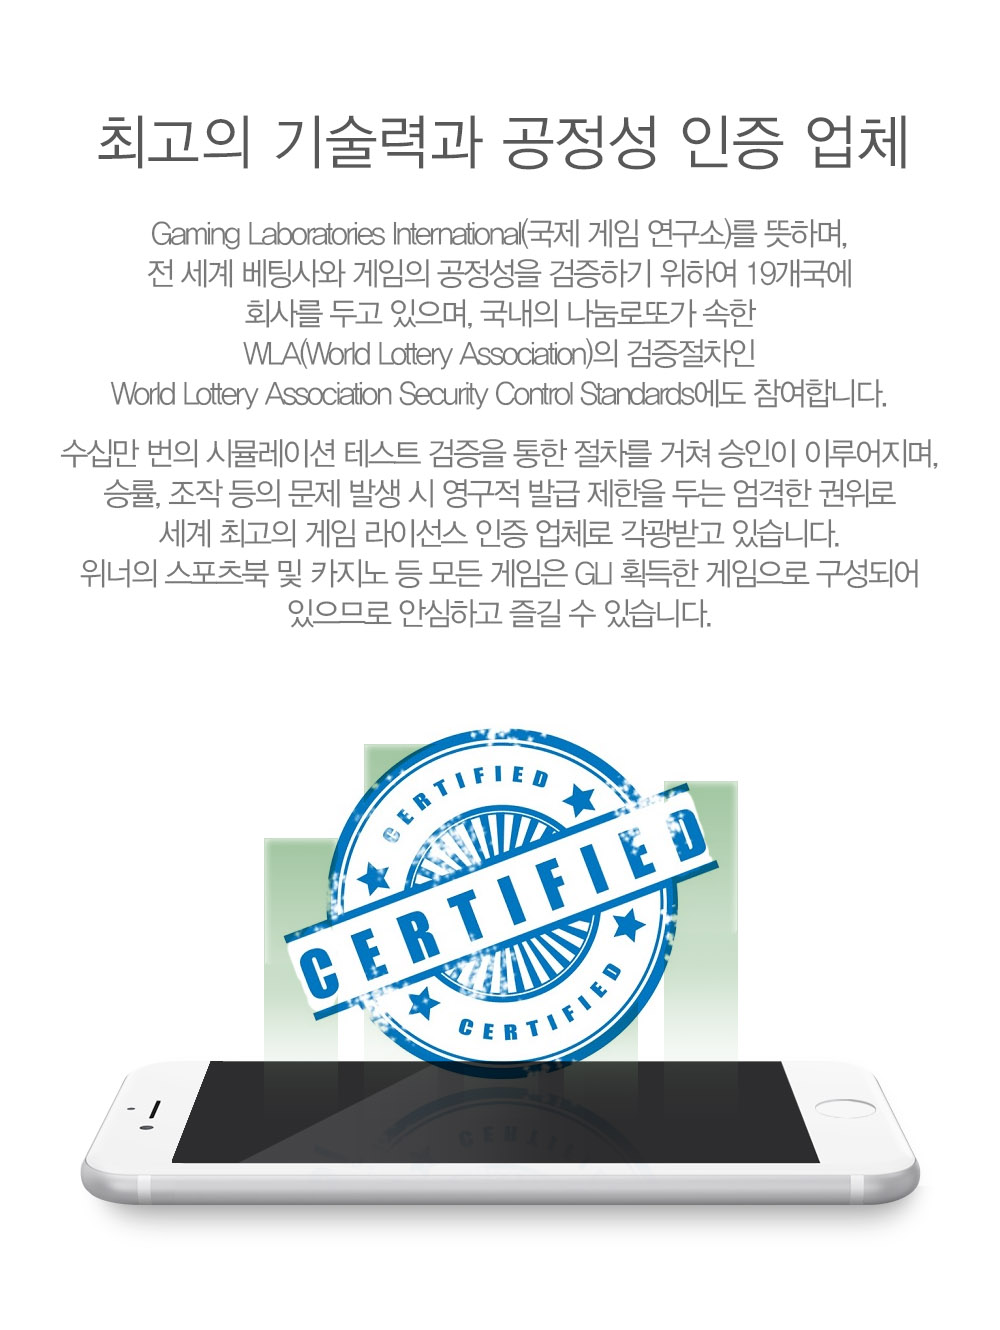 최고의 기술력과 공정성 인증 업체
Gaming Laboratories International(국제 게임 연구소)를 뜻하며,
전 세계 베팅사와 게임의 공정성을 검증하기 위하여 19개국에
회사를 두고 있으며, 국내의 나눔로또가 속한
WLA(World Lottery Association)의 검증절차인
World Lottery Association Security Control Standards에도 참여합니다.
수십만 번의 시뮬레이션 테스트 검증을 통한 절차를 거쳐 승인이 이루어지며,
승률, 조작 등의 문제 발생 시 영구적 발급 제한을 두는 엄격한 권위로
세계 최고의 게임 라이선스 인증 업체로 각광받고 있습니다.
위너의 스포츠북 및 카지노 등 모든 게임은 GLI 획득한 게임으로 구성되어
있으므로 안심하고 즐길 수 있습니다.
CERTIFIED
CERTIFIED
CERTIFIED